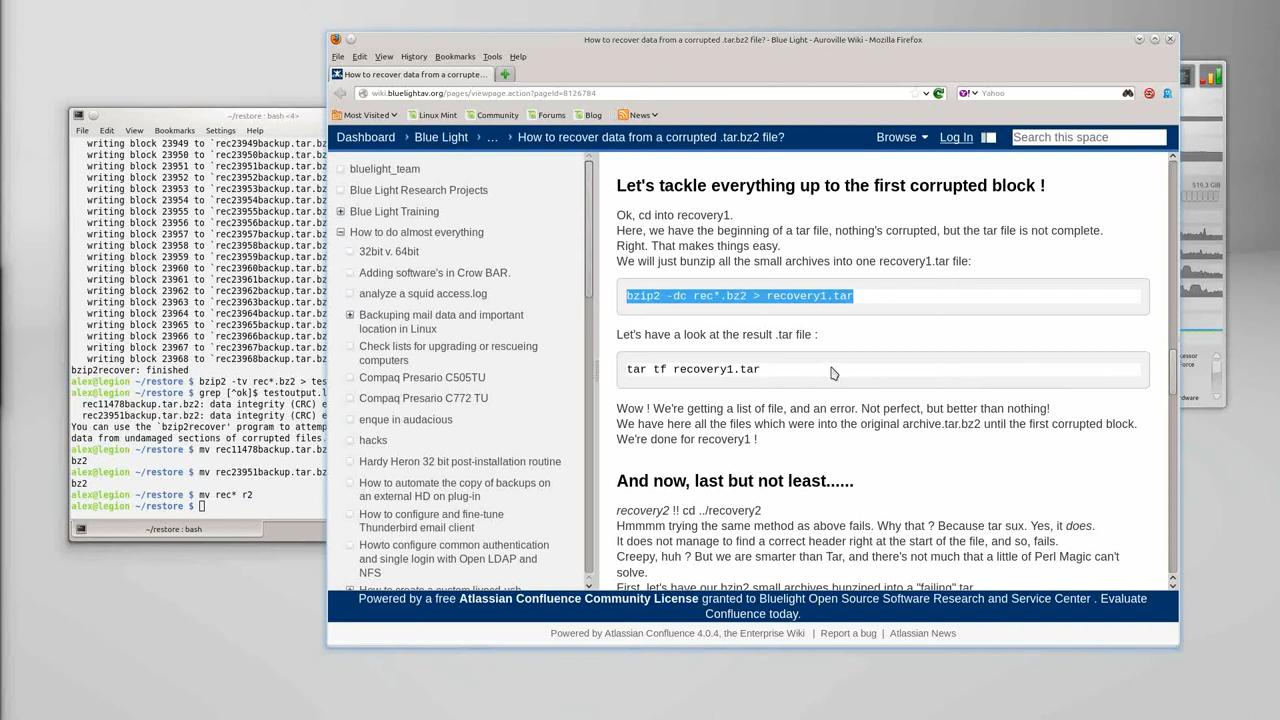 How to recover data from a corrupted .tar.bz2 file? - Blue Light - Auroville Wiki - Mozilla Firefox
File Edit View History Bookmarks Tools Help
How to recover data from a corrupte...
wiki.bluelightav.org/pages/viewpage.action?pageId=8126784
Yahoo
Most Visited Linux Mint Community Forums Blog News
Dashboard Blue Light ... How to recover data from a corrupted .tar.bz2 file? Browse Log In Search this space
bluelight_team
Blue Light Research Projects
Blue Light Training
How to do almost everything
32bit v. 64bit
Adding software's in Crow BAR.
analyze a squid access.log
Backuping mail data and important
location in Linux
Check lists for upgrading or rescueing
computers
Compaq Presario C505TU
Compaq Presario C772 TU
enque in audacious
hacks
Hardy Heron 32 bit post-installation routine
How to automate the copy of backups on
an external HD on plug-in
How to configure and fine-tune
Thunderbird email client
Howto configure common authentication
and single login with Open LDAP and
NFS
Let's tackle everything up to the first corrupted block !
Ok, cd into recovery1.
Here, we have the beginning of a tar file, nothing's corrupted, but the tar file is not complete.
Right. That makes things easy.
We will just bunzip all the small archives into one recovery1.tar file:
bzip2 -dc rec*.bz2 > recovery1.tar
Let's have a look at the result .tar file :
tar tf recovery1.tar
Wow ! We're getting a list of file, and an error. Not perfect, but better than nothing!
We have here all the files which were into the original archive.tar.bz2 until the first corrupted block.
We're done for recovery1 !
And now, last but not least......
recovery2 !! cd ../recovery2
Hmmmm trying the same method as above fails. Why that ? Because tar sux. Yes, it does.
It does not manage to find a correct header right at the start of the file, and so, fails.
Creepy, huh ? But we are smarter than Tar, and there's not much that a little of Perl Magic can't
solve.
First, let's have our bzip2 small archives bunziped into a "failing" tar
Powered by a free Atlassian Confluence Community License granted to Bluelight Open Source Software Research and Service Center . Evaluate
Confluence today.
Powered by Atlassian Confluence 4.0.4, the Enterprise Wiki | Report a bug | Atlassian News
~/restore : bash <4>
File Edit View Bookmarks Settings Help
writing block 23949 to `rec23949backup.tar.bz
writing block 23950 to `rec23950backup.tar.bz
writing block 23951 to `rec23951backup.tar.bz
writing block 23952 to `rec23952backup.tar.bz
writing block 23953 to `rec23953backup.tar.bz
writing block 23954 to `rec23954backup.tar.bz
writing block 23955 to `rec23955backup.tar.bz
writing block 23956 to `rec23956backup.tar.bz
writing block 23957 to `rec23957backup.tar.bz
writing block 23958 to `rec23958backup.tar.bz
writing block 23959 to `rec23959backup.tar.bz
writing block 23960 to `rec23960backup.tar.bz
writing block 23961 to `rec23961backup.tar.bz
writing block 23962 to `rec23962backup.tar.bz
writing block 23963 to `rec23963backup.tar.bz
writing block 23964 to `rec23964backup.tar.bz
writing block 23965 to `rec23965backup.tar.bz
writing block 23966 to `rec23966backup.tar.bz
writing block 23967 to `rec23967backup.tar.bz
writing block 23968 to `rec23968backup.tar.bz
bzip2recover: finished
alex@legion ~/restore $ bzip2 -tv rec*.bz2 > tes
alex@legion ~/restore $ grep [^ok]$ testoutput.l
rec11478backup.tar.bz2: data integrity (CRC) e
rec23951backup.tar.bz2: data integrity (CRC) e
You can use the `bzip2recover' program to attemp
data from undamaged sections of corrupted files.
alex@legion ~/restore $ mv rec11478backup.tar.bz
bz2
alex@legion ~/restore $ mv rec23951backup.tar.bz
bz2
alex@legion ~/restore $ mv rec* r2
alex@legion ~/restore $
~/restore : bash
519,3 GiB